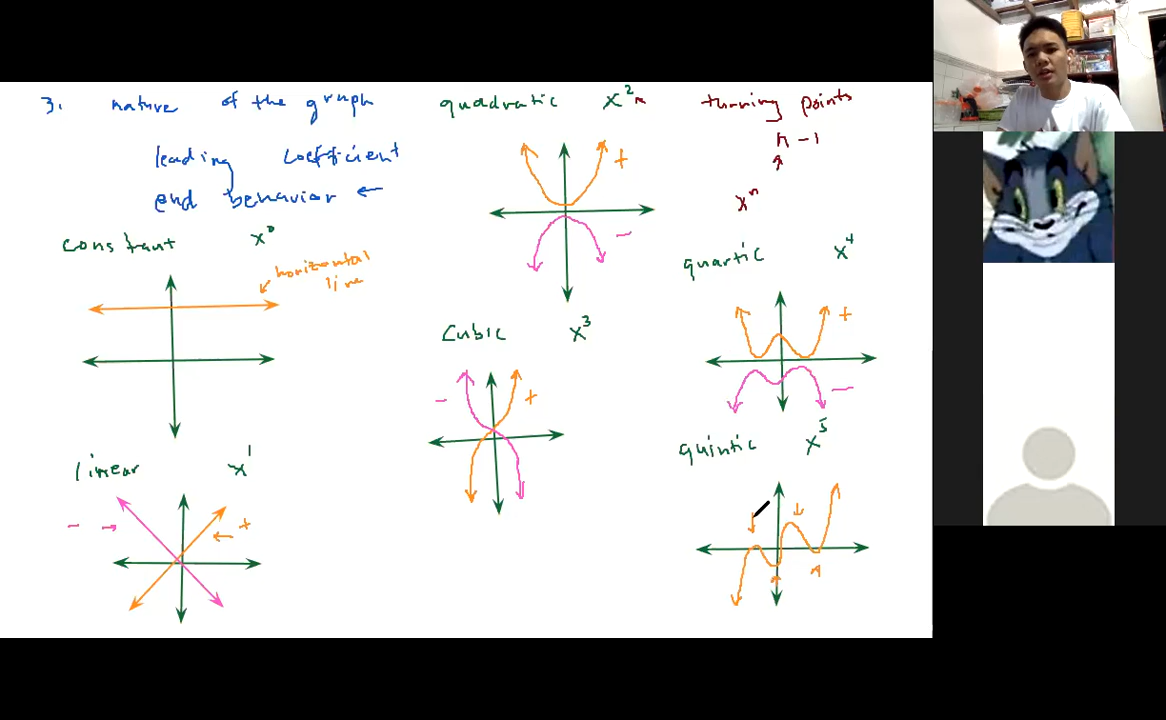 3. nature of the graph
leading coefficient
end behavior ←
constant x⁰
horizontal
line
linear x¹
- →
← +
quadratic x²
+
-
cubic x³
-
+
turning points
n - 1
xⁿ
quartic x⁴
+
-
quintic x⁵